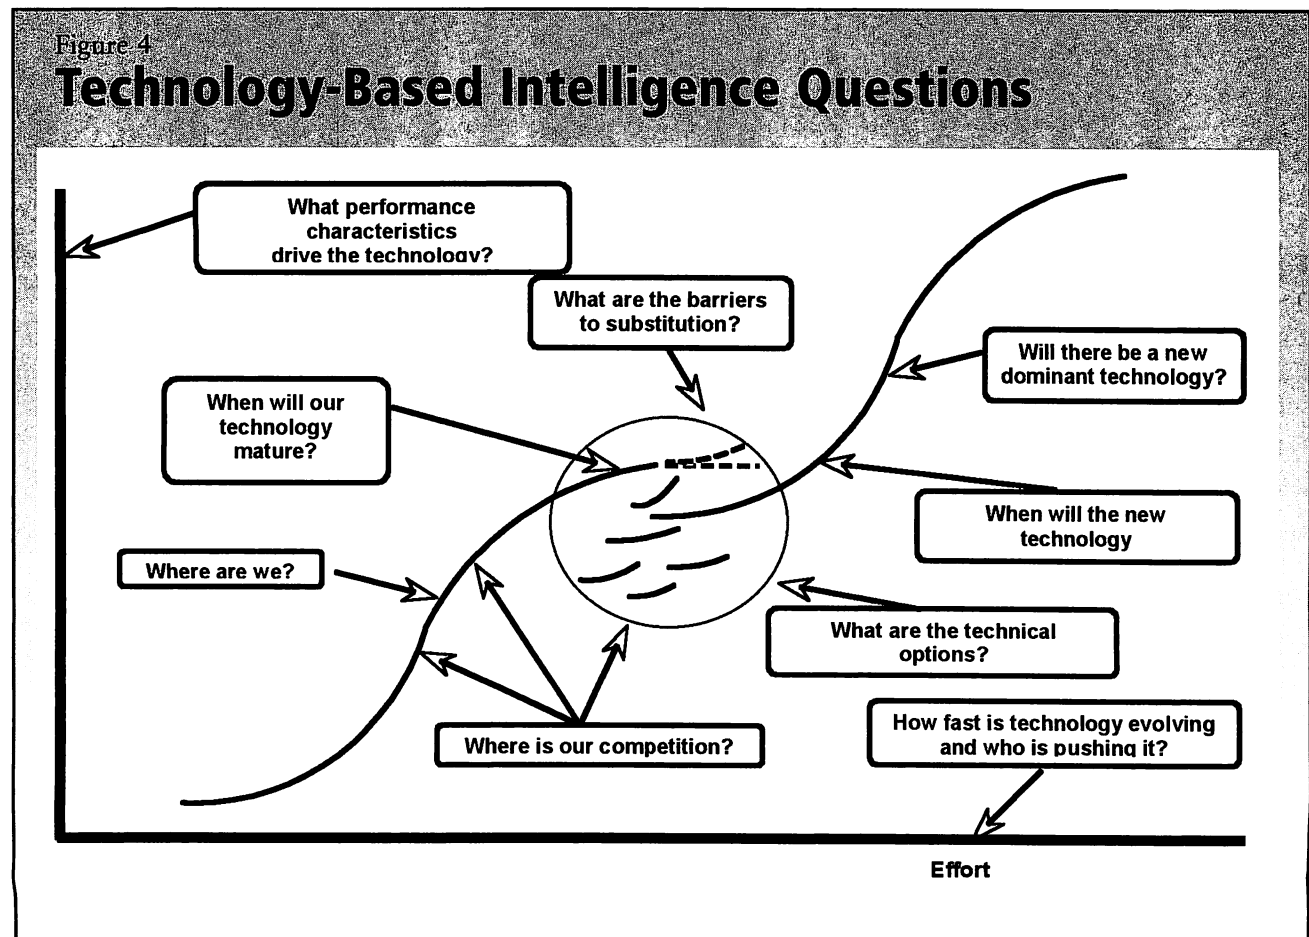 Figure 4
Technology-Based Intelligence Questions
What performance
characteristics
drive the technology?
What are the barriers
to substitution?
Will there be a new
dominant technology?
When will our
technology
mature?
When will the new
technology
Where are we?
What are the technical
options?
Where is our competition?
How fast is technology evolving
and who is pushing it?
Effort